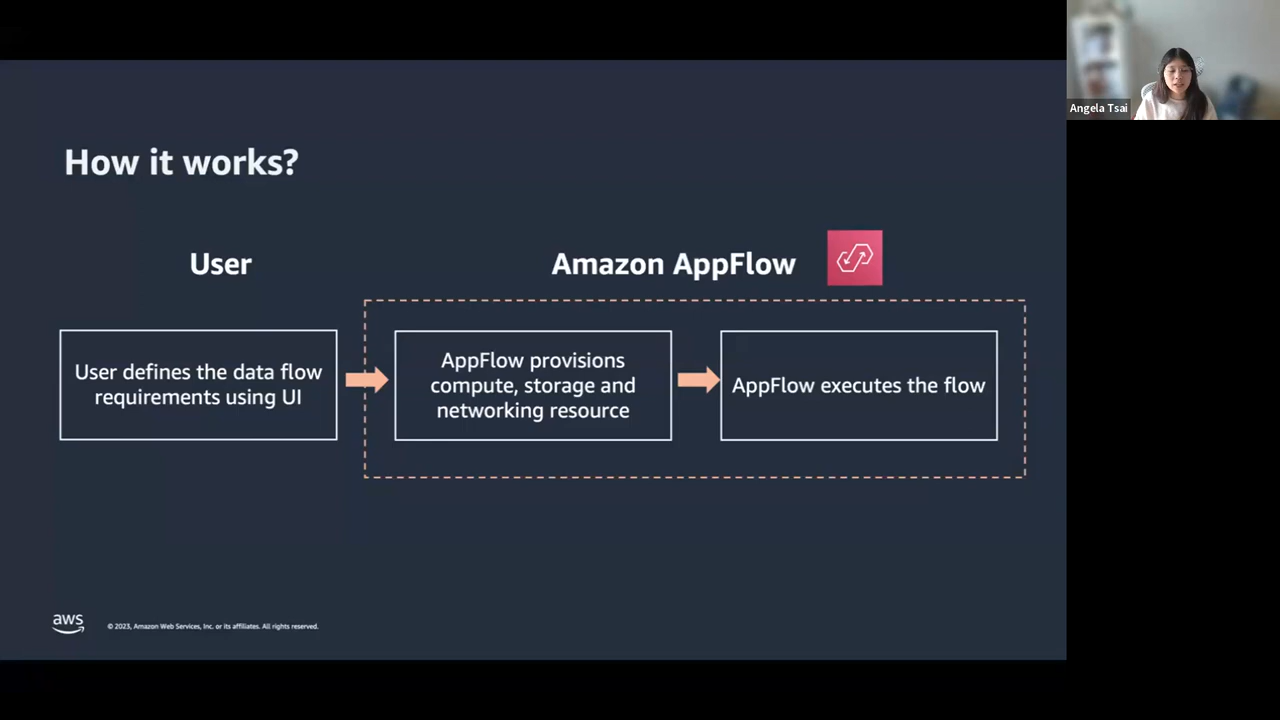 How it works?
User
Amazon AppFlow
User defines the data flow
requirements using UI
AppFlow provisions
compute, storage and
networking resource
AppFlow executes the flow
aws
© 2023, Amazon Web Services, Inc. or its affiliates. All rights reserved.
Angela Tsai